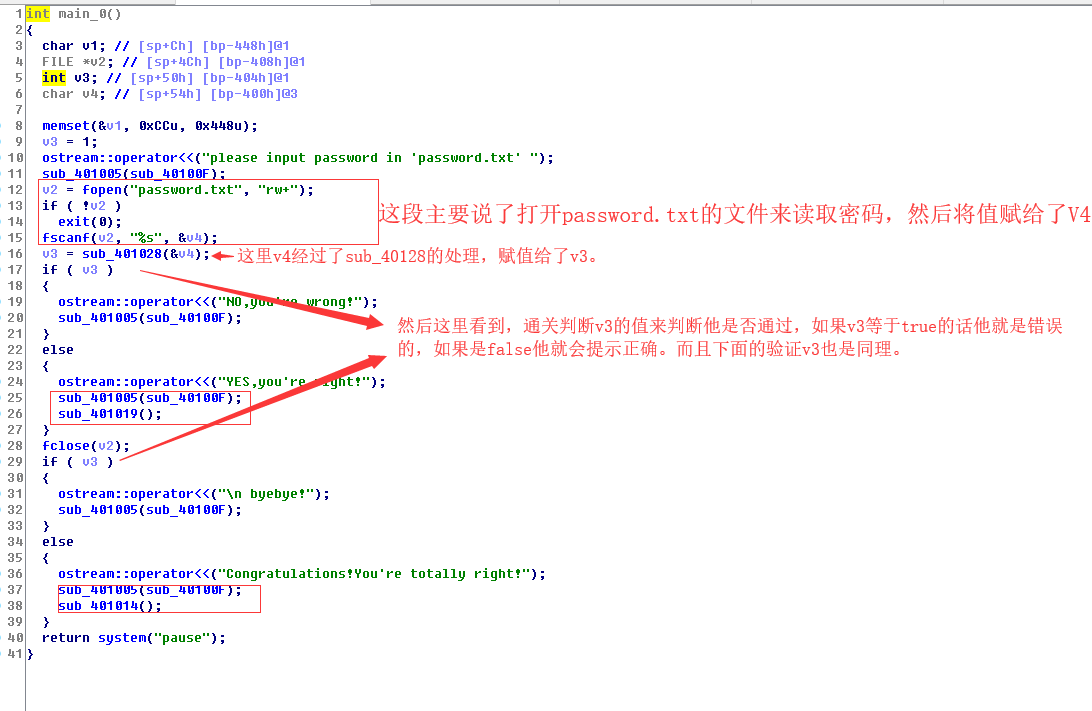 1 int main_0()
2 {
3 char v1; // [sp+Ch] [bp-448h]@1
4 FILE *v2; // [sp+4Ch] [bp-408h]@1
5 int v3; // [sp+50h] [bp-404h]@1
6 char v4; // [sp+54h] [bp-400h]@3
7
8 memset(&v1, 0xCCu, 0x448u);
9 v3 = 1;
10 ostream::operator<<("please input password in 'password.txt' ");
11 sub_401005(sub_40100F);
12 v2 = fopen("password.txt", "rw+");
13 if ( !v2 )
这段主要说了打开password.txt的文件来读取密码，然后将值赋给了V4
14 exit(0);
15 fscanf(v2, "%s", &v4);
16 v3 = sub_401028(&v4); 这里v4经过了sub_40128的处理，赋值给了v3。
17 if ( v3 )
18 {
19 ostream::operator<<("NO,you're wrong!");
20 sub_401005(sub_40100F);
然后这里看到，通关判断v3的值来判断他是否通过，如果v3等于true的话他就是错误
21 }
22 else
的，如果是false他就会提示正确。而且下面的验证v3也是同理。
23 {
24 ostream::operator<<("YES,you're right!");
25 sub_401005(sub_40100F);
26 sub_401019();
27 }
28 fclose(v2);
29 if ( v3 )
30 {
31 ostream::operator<<("\n byebye!");
32 sub_401005(sub_40100F);
33 }
34 else
35 {
36 ostream::operator<<("Congratulations!You're totally right!");
37 sub_401005(sub_40100F);
38 sub_401014();
39 }
40 return system("pause");
41 }